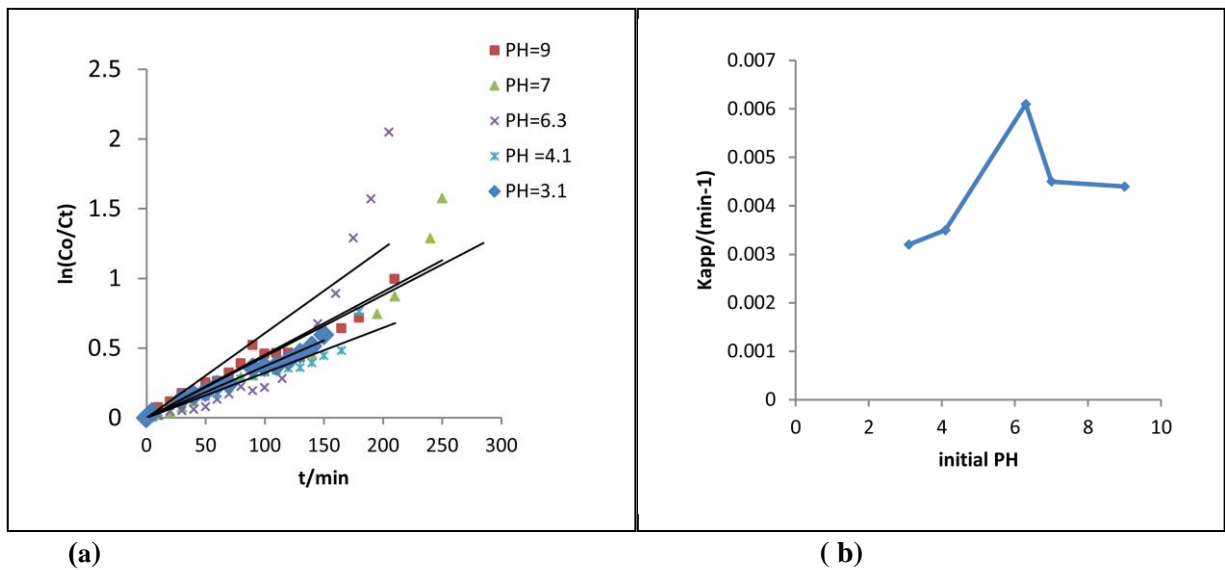 2.5
2
1.5
1
0.5
0
0 50 100 150 200 250 300
ln(Co/Ct)
t/min
PH=9
PH=7
PH=6.3
PH =4.1
PH=3.1
0.007
0.006
0.005
0.004
0.003
0.002
0.001
0
0 2 4 6 8 10
Kapp/(min-1)
initial PH
(a)
( b)